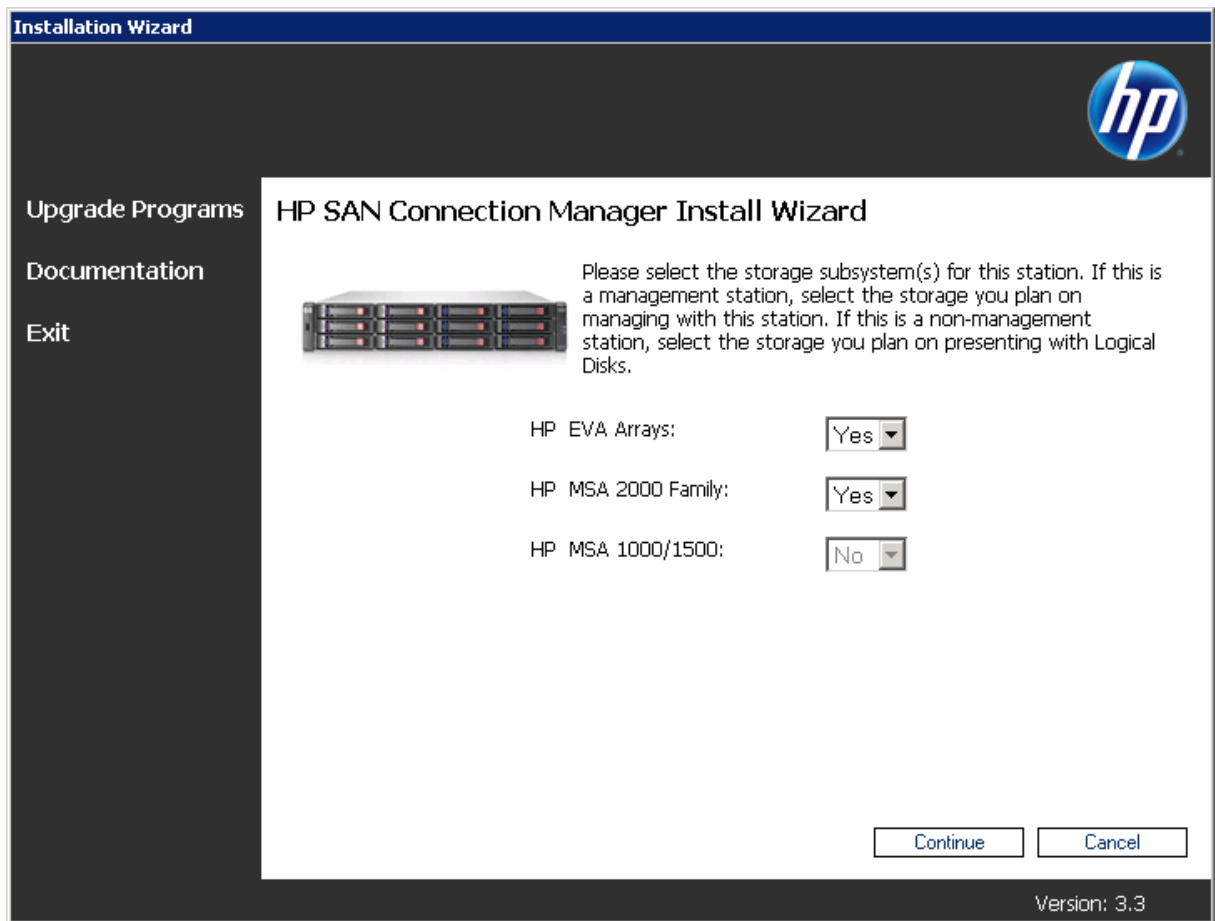 Installation Wizard
hp
Upgrade Programs
Documentation
Exit
HP SAN Connection Manager Install Wizard
Please select the storage subsystem(s) for this station. If this is
a management station, select the storage you plan on
managing with this station. If this is a non-management
station, select the storage you plan on presenting with Logical
Disks.
HP EVA Arrays: Yes
HP MSA 2000 Family: Yes
HP MSA 1000/1500: No
Continue Cancel
Version: 3.3